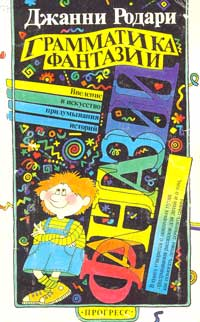 Джанни Родари
ГРАММАТИКА
ФАНТАЗИИ
Введение
в искусство
придумывания
историй
ФАНТАЗИИ
ПРОГРЕСС